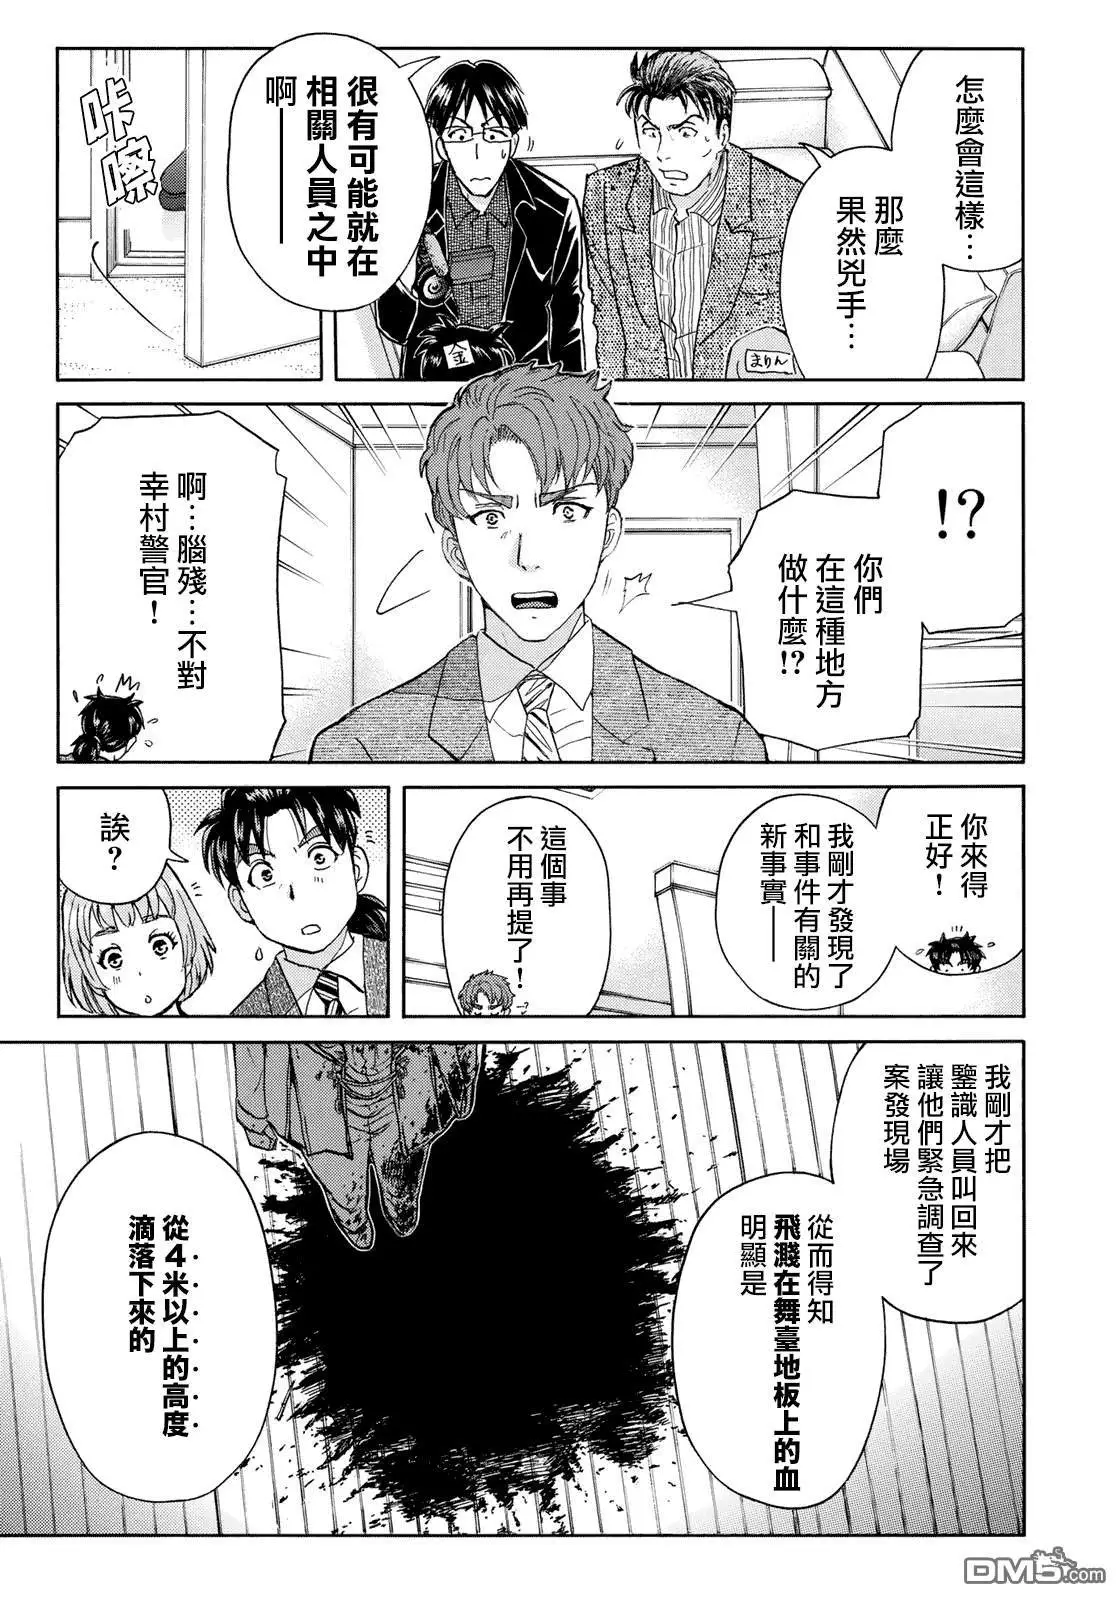 怎麼會這樣…
那麼
果然兇手…
まりん
金
很有可能就在
相關人員之中
啊——
咔嚓
!?
你們
在這種地方
做什麼!?
啊…腦殘…不對
幸村警官！
你來得
正好！
我剛才發現了
和事件有關的
新事實——
這個事
不用再提了！
誒？
我剛才把
鑒識人員叫回來
讓他們緊急調查了
案發現場
從而得知
飛濺在舞臺地板上的血
明顯是
從4米以上的高度
滴落下來的
DM5.com